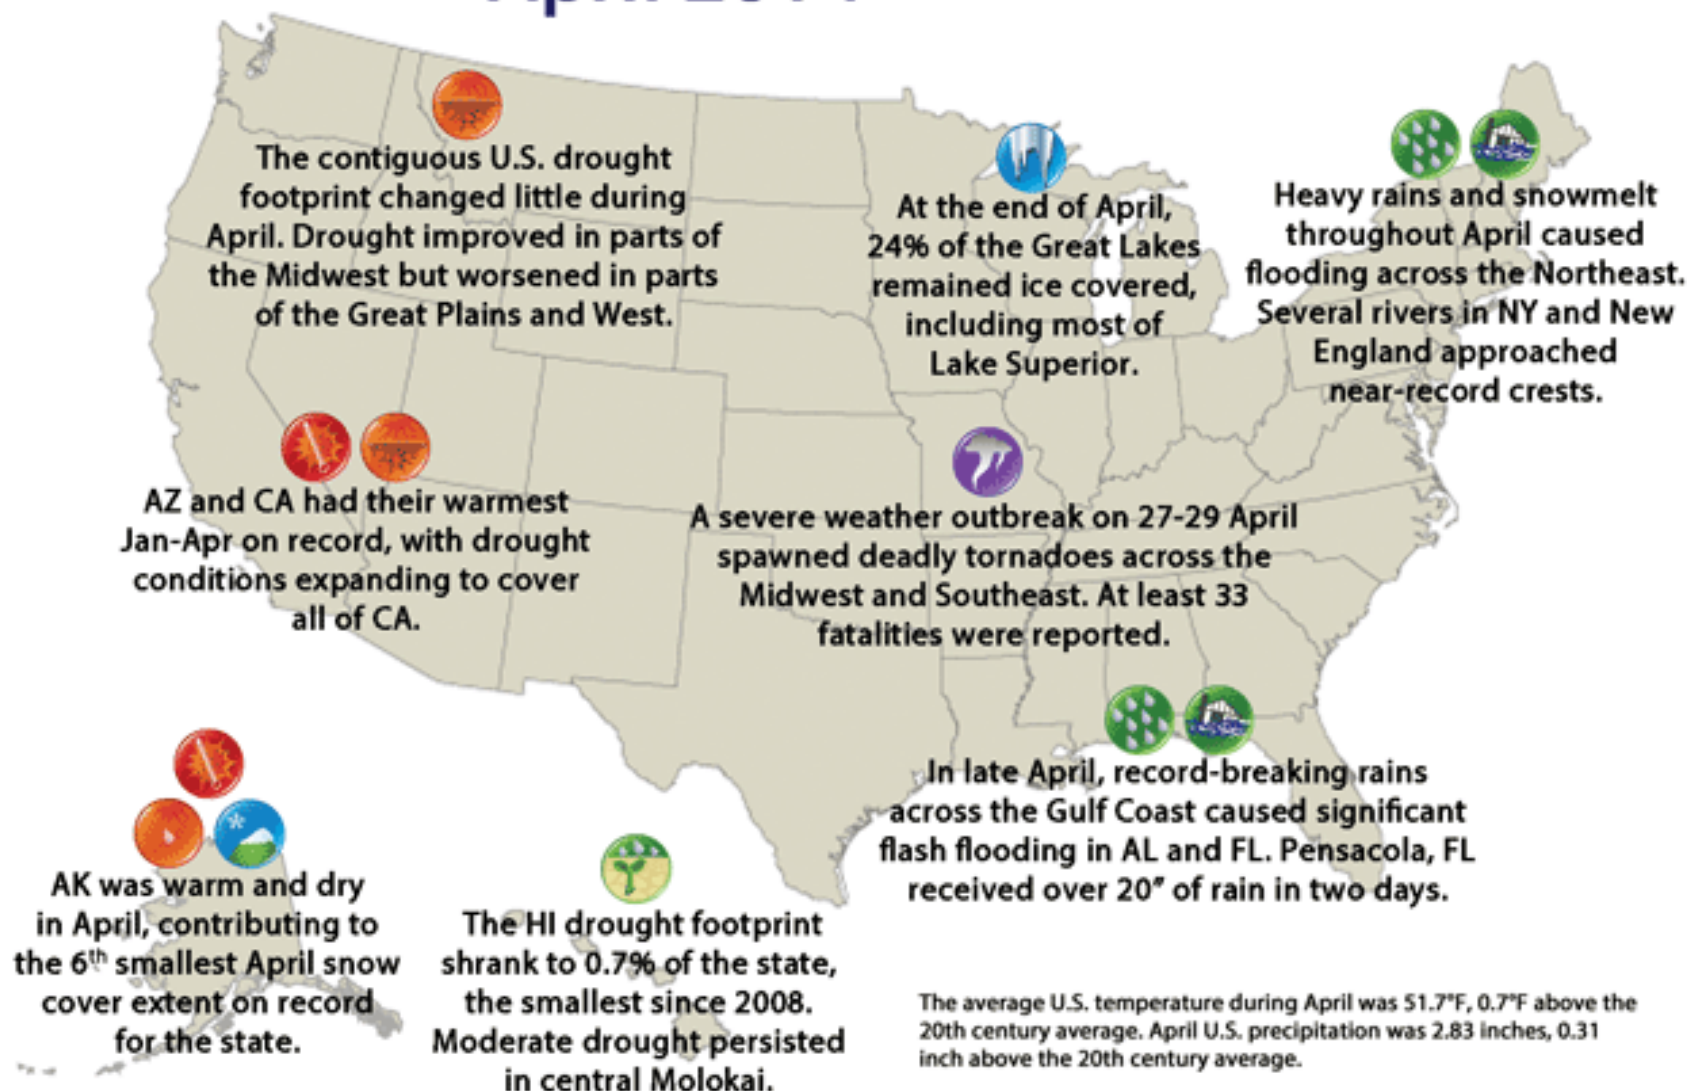 The contiguous U.S. drought
footprint changed little during
April. Drought improved in parts of
the Midwest but worsened in parts
of the Great Plains and West.
At the end of April,
24% of the Great Lakes
remained ice covered,
including most of
Lake Superior.
Heavy rains and snowmelt
throughout April caused
flooding across the Northeast.
Several rivers in NY and New
England approached
near-record crests.
AZ and CA had their warmest
Jan-Apr on record, with drought
conditions expanding to cover
all of CA.
A severe weather outbreak on 27-29 April
spawned deadly tornadoes across the
Midwest and Southeast. At least 33
fatalities were reported.
In late April, record-breaking rains
across the Gulf Coast caused significant
flash flooding in AL and FL. Pensacola, FL
received over 20” of rain in two days.
AK was warm and dry
in April, contributing to
the 6th smallest April snow
cover extent on record
for the state.
The HI drought footprint
shrank to 0.7% of the state,
the smallest since 2008.
Moderate drought persisted
in central Molokai.
The average U.S. temperature during April was 51.7°F, 0.7°F above the
20th century average. April U.S. precipitation was 2.83 inches, 0.31
inch above the 20th century average.